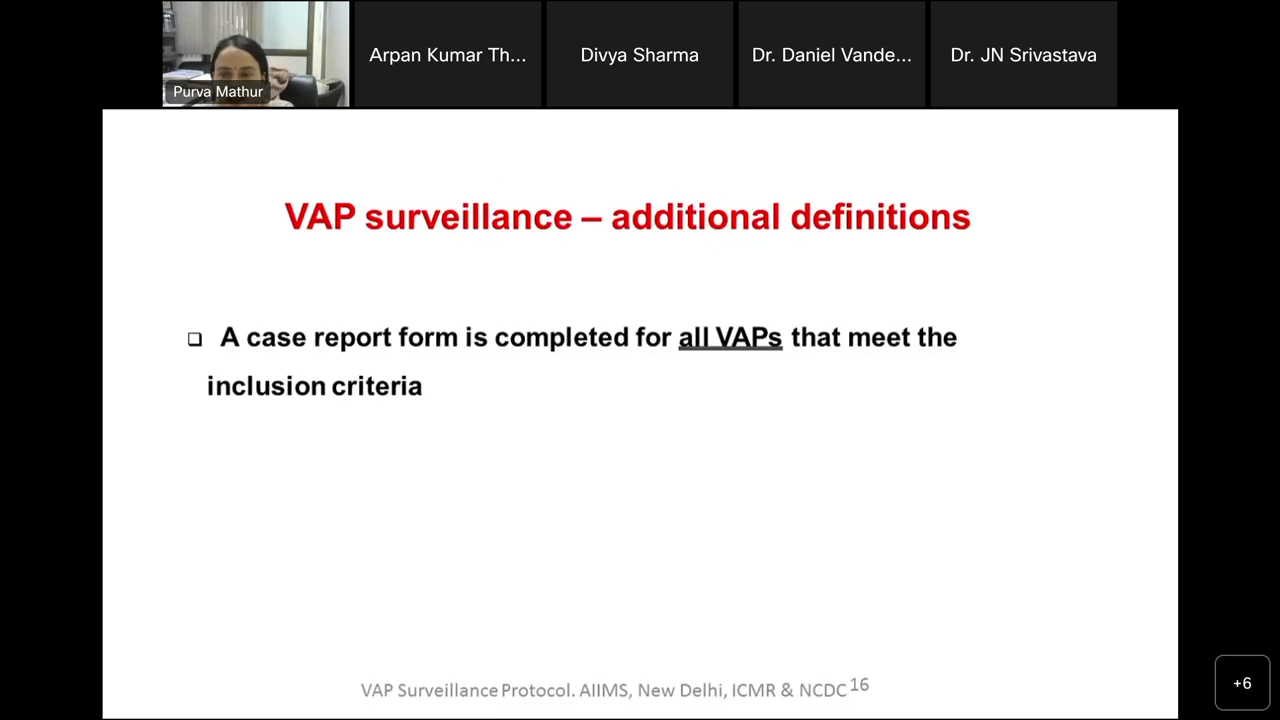 Purva Mathur
Arpan Kumar Th...
Divya Sharma
Dr. Daniel Vande...
Dr. JN Srivastava
VAP surveillance – additional definitions
❑ A case report form is completed for all VAPs that meet the
inclusion criteria
VAP Surveillance Protocol. AIIMS, New Delhi, ICMR & NCDC 16
+6